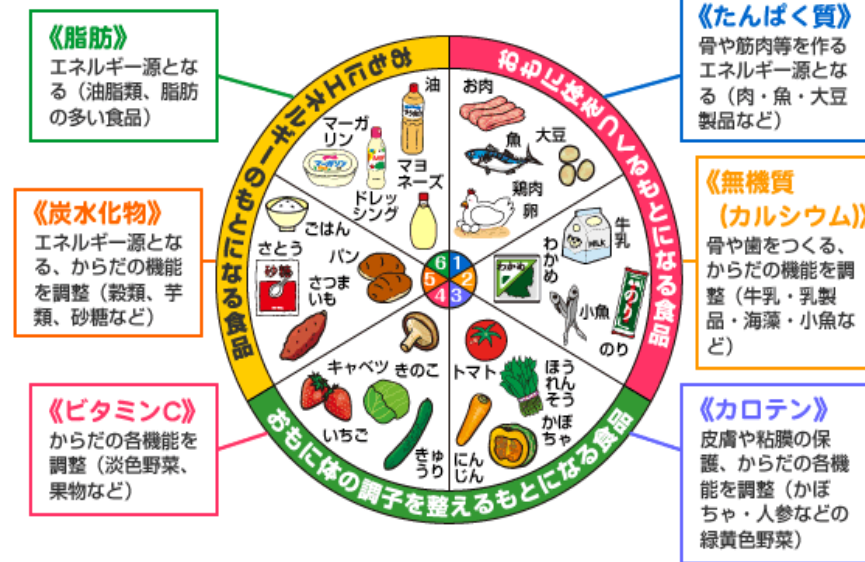 《脂肪》
エネルギー源とな
る（油脂類、脂肪
の多い食品）
《炭水化物》
エネルギー源とな
る、からだの機能
を調整（穀類、芋
類、砂糖など）
《ビタミンC》
からだの各機能を
調整（淡色野菜、
果物など）
おもにエネルギーのもとになる食品
おもに体をつくるもとになる食品
おもに体の調子を整えるもとになる食品
油
マーガ
リン
マーガリン
マヨ
ネーズ
ドレッ
シング
お肉
魚
大豆
鶏肉
卵
ごはん
さとう
砂糖
パン
さつま
いも
牛乳
MILK
わかめ
わかめ
小魚
のり
のり
6
1
5
2
4
3
キャベツ
きのこ
いちご
きゅうり
トマト
ほうれんそう
かぼちゃ
にんじん
《たんぱく質》
骨や筋肉等を作る
エネルギー源とな
る（肉・魚・大豆
製品など）
《無機質
（カルシウム）》
骨や歯をつくる、
からだの機能を調
整（牛乳・乳製
品・海藻・小魚な
ど）
《カロテン》
皮膚や粘膜の保
護、からだの各機
能を調整（かぼ
ちゃ・人参などの
緑黄色野菜）